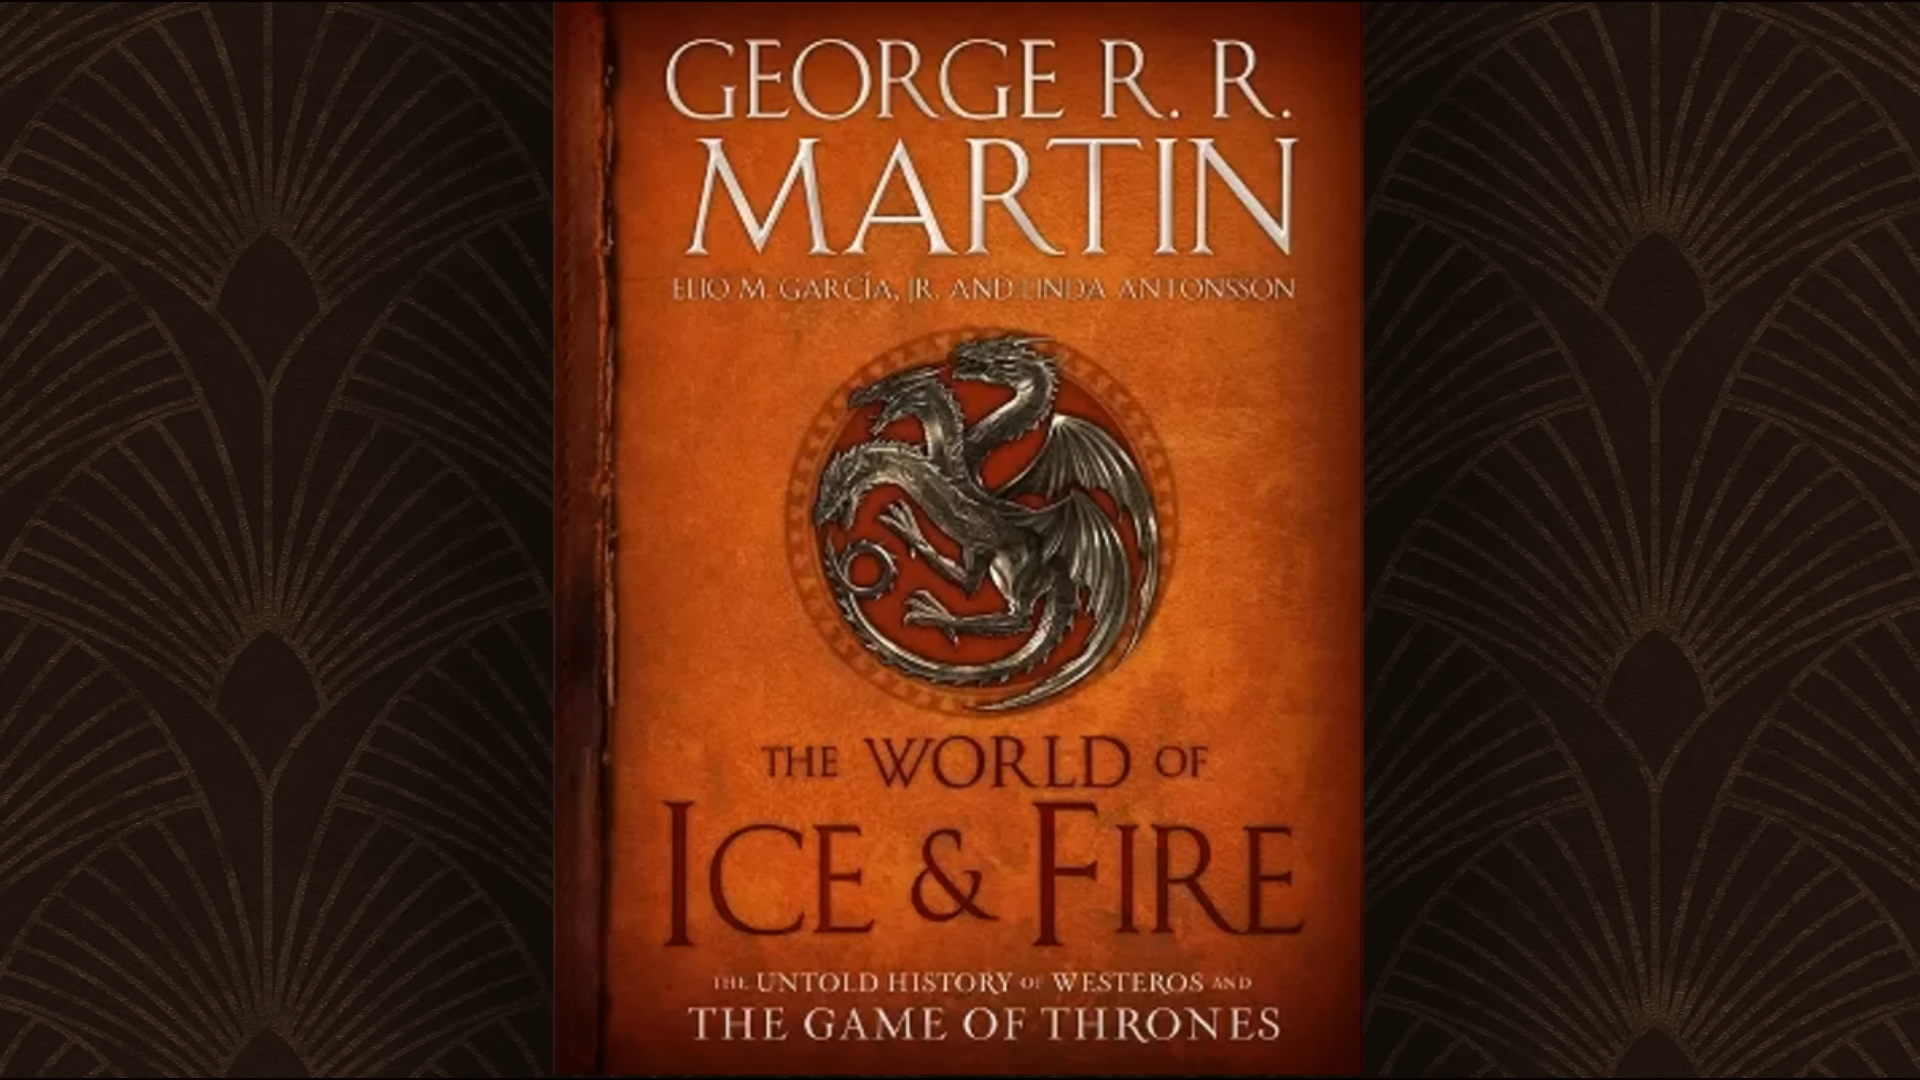 GEORGE R. R.
MARTIN
ELIO M. GARCÍA, JR. AND LINDA ANTONSSON
THE WORLD OF
ICE & FIRE
THE UNTOLD HISTORY OF WESTEROS AND
THE GAME OF THRONES